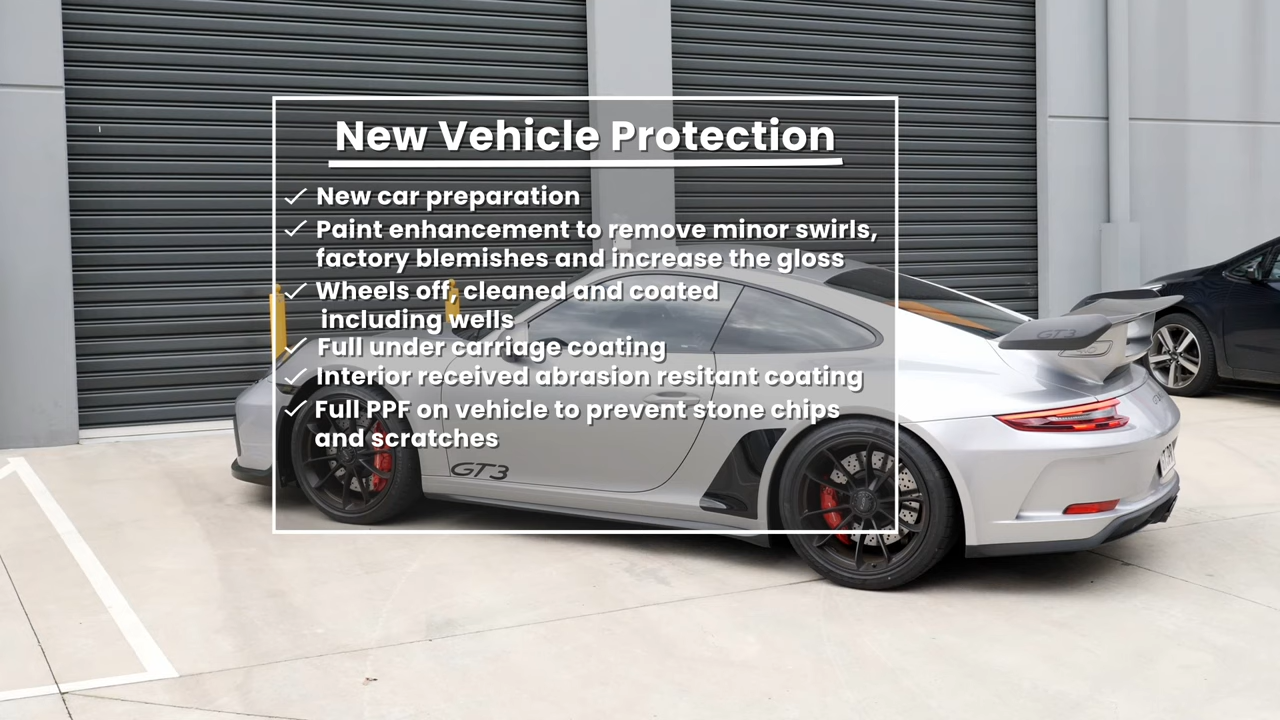 New Vehicle Protection
New car preparation
Paint enhancement to remove minor swirls,
factory blemishes and increase the gloss
Wheels off, cleaned and coated
including wells
Full under carriage coating
Interior received abrasion resitant coating
Full PPF on vehicle to prevent stone chips
and scratches
GT3
GT3